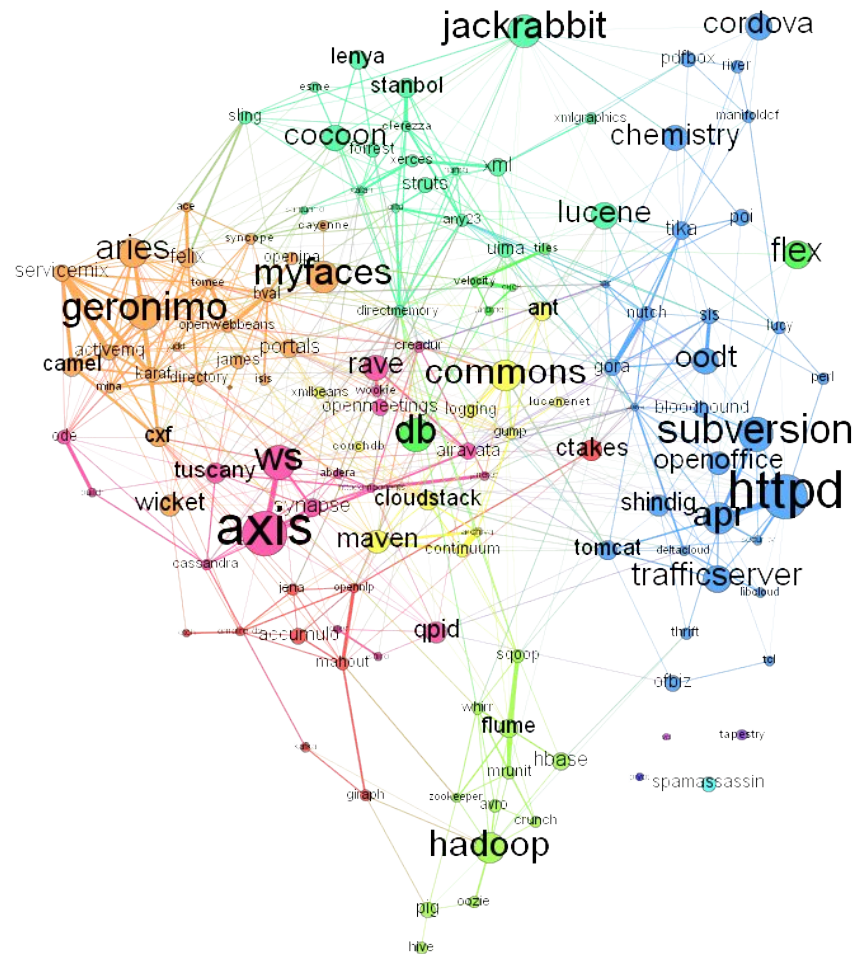 jackrabbit
cordova
lenya
pdfbox
river
stanbol
esme
sling
xmlgraphics
manifoldcf
clerezza
cocoon
chemistry
forrest
xerces
xml
struts
ace
lucene
poi
any23
cayenne
tika
syncope
aries
uima
tiles
flex
felix
openjpa
servicemix
myfaces
tomee
velocity
bval
geronimo
directmemory
ant
nutch
sis
openwebbeans
lucy
activemq
portals
creadur
james
oodt
camel
rave
commons
gora
perl
karaf
directory
isis
mina
xmlbeans
wookie
lucenenet
openmeetings
logging
bloodhound
ode
cxf
db
gump
subversion
couchdb
ctakes
airavata
ws
openoffice
tuscany
abdera
httpd
cloudstack
wicket
synapse
shindig
apr
axis
maven
continuum
tomcat
deltacloud
cassandra
trafficserver
jena
opennlp
libcloud
accumulo
qpid
thrift
mahout
sqoop
tcl
ofbiz
whirr
flume
tapestry
hbase
mrunit
spamassassin
giraph
zookeeper
avro
crunch
hadoop
oozie
pig
hive